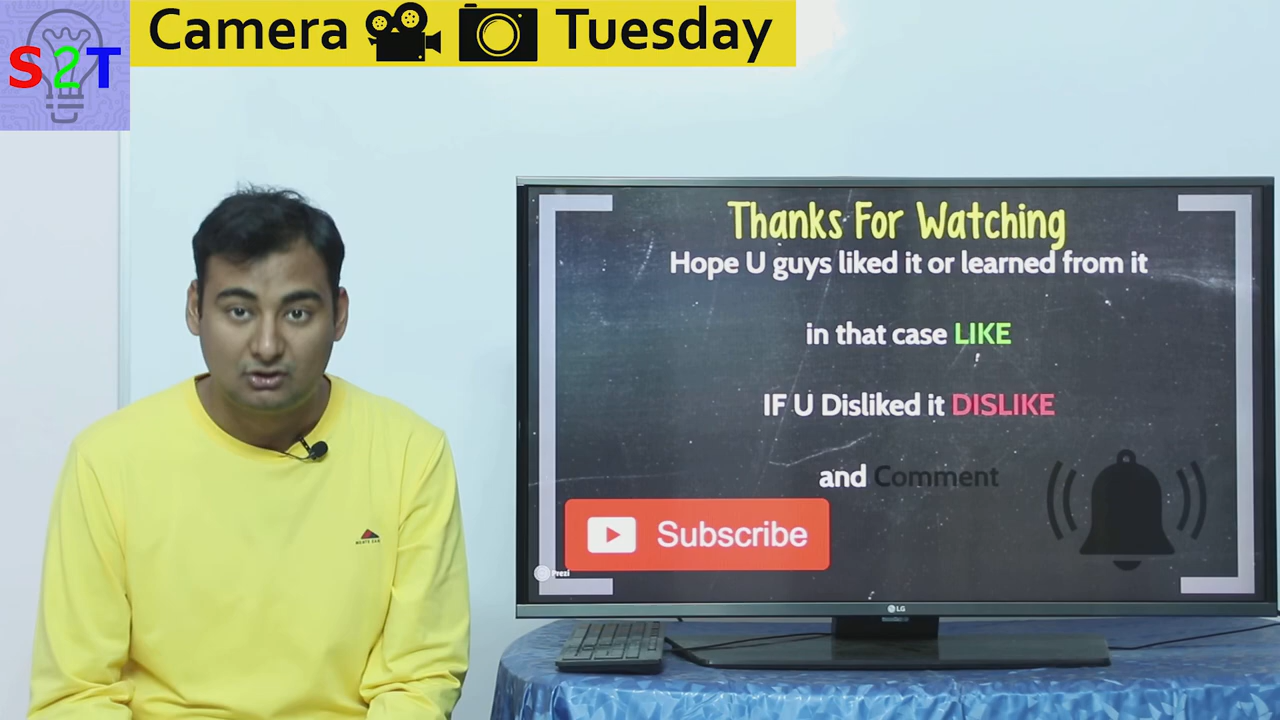 Camera Tuesday
S2T
Thanks For Watching
Hope U guys liked it or learned from it
in that case LIKE
IF U Disliked it DISLIKE
and Comment
Subscribe
Prezi
LG